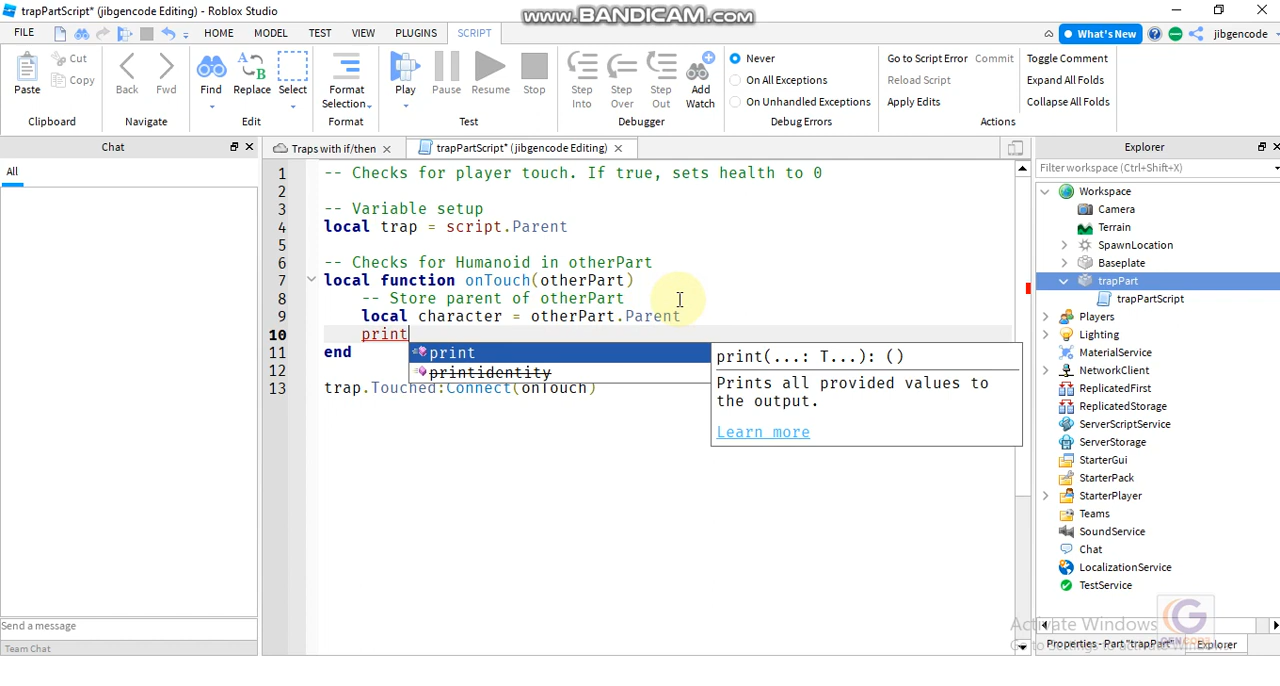 trapPartScript* (jibgencode Editing) - Roblox Studio
www.BANDICAM.com
FILE HOME MODEL TEST VIEW PLUGINS SCRIPT What's New jibgencode
Paste Cut Copy Back Fwd Find Replace Select Format Selection Play Pause Resume Stop Step Into Step Over Step Out Add Watch
Never
On All Exceptions
On Unhandled Exceptions
Go to Script Error Commit
Reload Script
Apply Edits
Toggle Comment
Expand All Folds
Collapse All Folds
Clipboard Navigate Edit Format Test Debugger Debug Errors Actions
Chat
All
Send a message
Team Chat
Traps with if/then trapPartScript* (jibgencode Editing)
1 -- Checks for player touch. If true, sets health to 0
2
3 -- Variable setup
4 local trap = script.Parent
5
6 -- Checks for Humanoid in otherPart
7 local function onTouch(otherPart)
8 -- Store parent of otherPart
9 local character = otherPart.Parent
10 print
11 end
12
13 trap.Touched:Connect(onTouch)
print
printidentity
print(...: T...): ()
Prints all provided values to
the output.
Learn more
Explorer
Filter workspace (Ctrl+Shift+X)
Workspace
Camera
Terrain
SpawnLocation
Baseplate
trapPart
trapPartScript
Players
Lighting
MaterialService
NetworkClient
ReplicatedFirst
ReplicatedStorage
ServerScriptService
ServerStorage
StarterGui
StarterPack
StarterPlayer
Teams
SoundService
Chat
LocalizationService
TestService
Activate Windows
Properties - Part "trapPart" Explorer